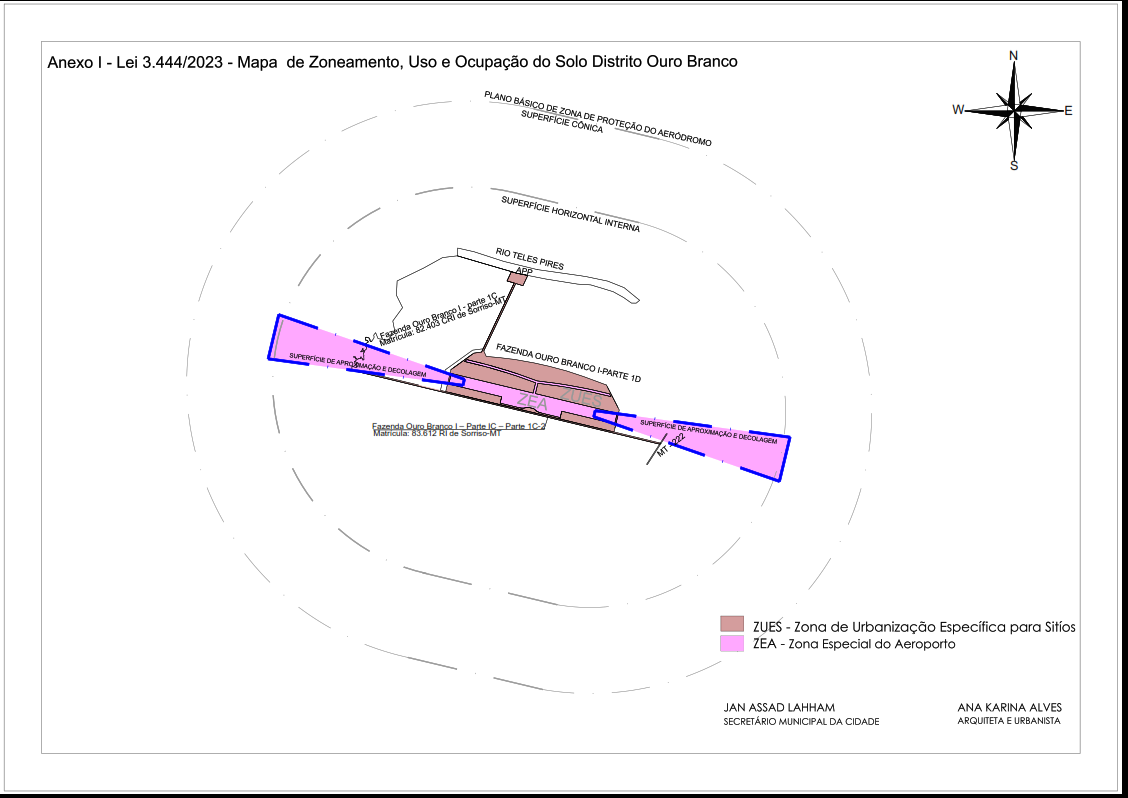 Anexo I - Lei 3.444/2023 - Mapa de Zoneamento, Uso e Ocupação do Solo Distrito Ouro Branco
N
W
E
S
PLANO BÁSICO DE ZONA DE PROTEÇÃO DO AERÓDROMO
SUPERFÍCIE CÔNICA
SUPERFÍCIE HORIZONTAL INTERNA
RIO TELES PIRES
APP
Fazenda Ouro Branco I - parte 1C
Matrícula: 82.403 CRI de Sorriso-MT
FAZENDA OURO BRANCO I-PARTE 1D
SUPERFÍCIE DE APROXIMAÇÃO E DECOLAGEM
ZEA
ZUES
SUPERFÍCIE DE APROXIMAÇÃO E DECOLAGEM
Fazenda Ouro Branco I – Parte IC – Parte 1C-2
Matrícula: 83.612 RI de Sorriso-MT
MT - 222
ZUES - Zona de Urbanização Específica para Sitíos
ZEA - Zona Especial do Aeroporto
JAN ASSAD LAHHAM
SECRETÁRIO MUNICIPAL DA CIDADE
ANA KARINA ALVES
ARQUITETA E URBANISTA